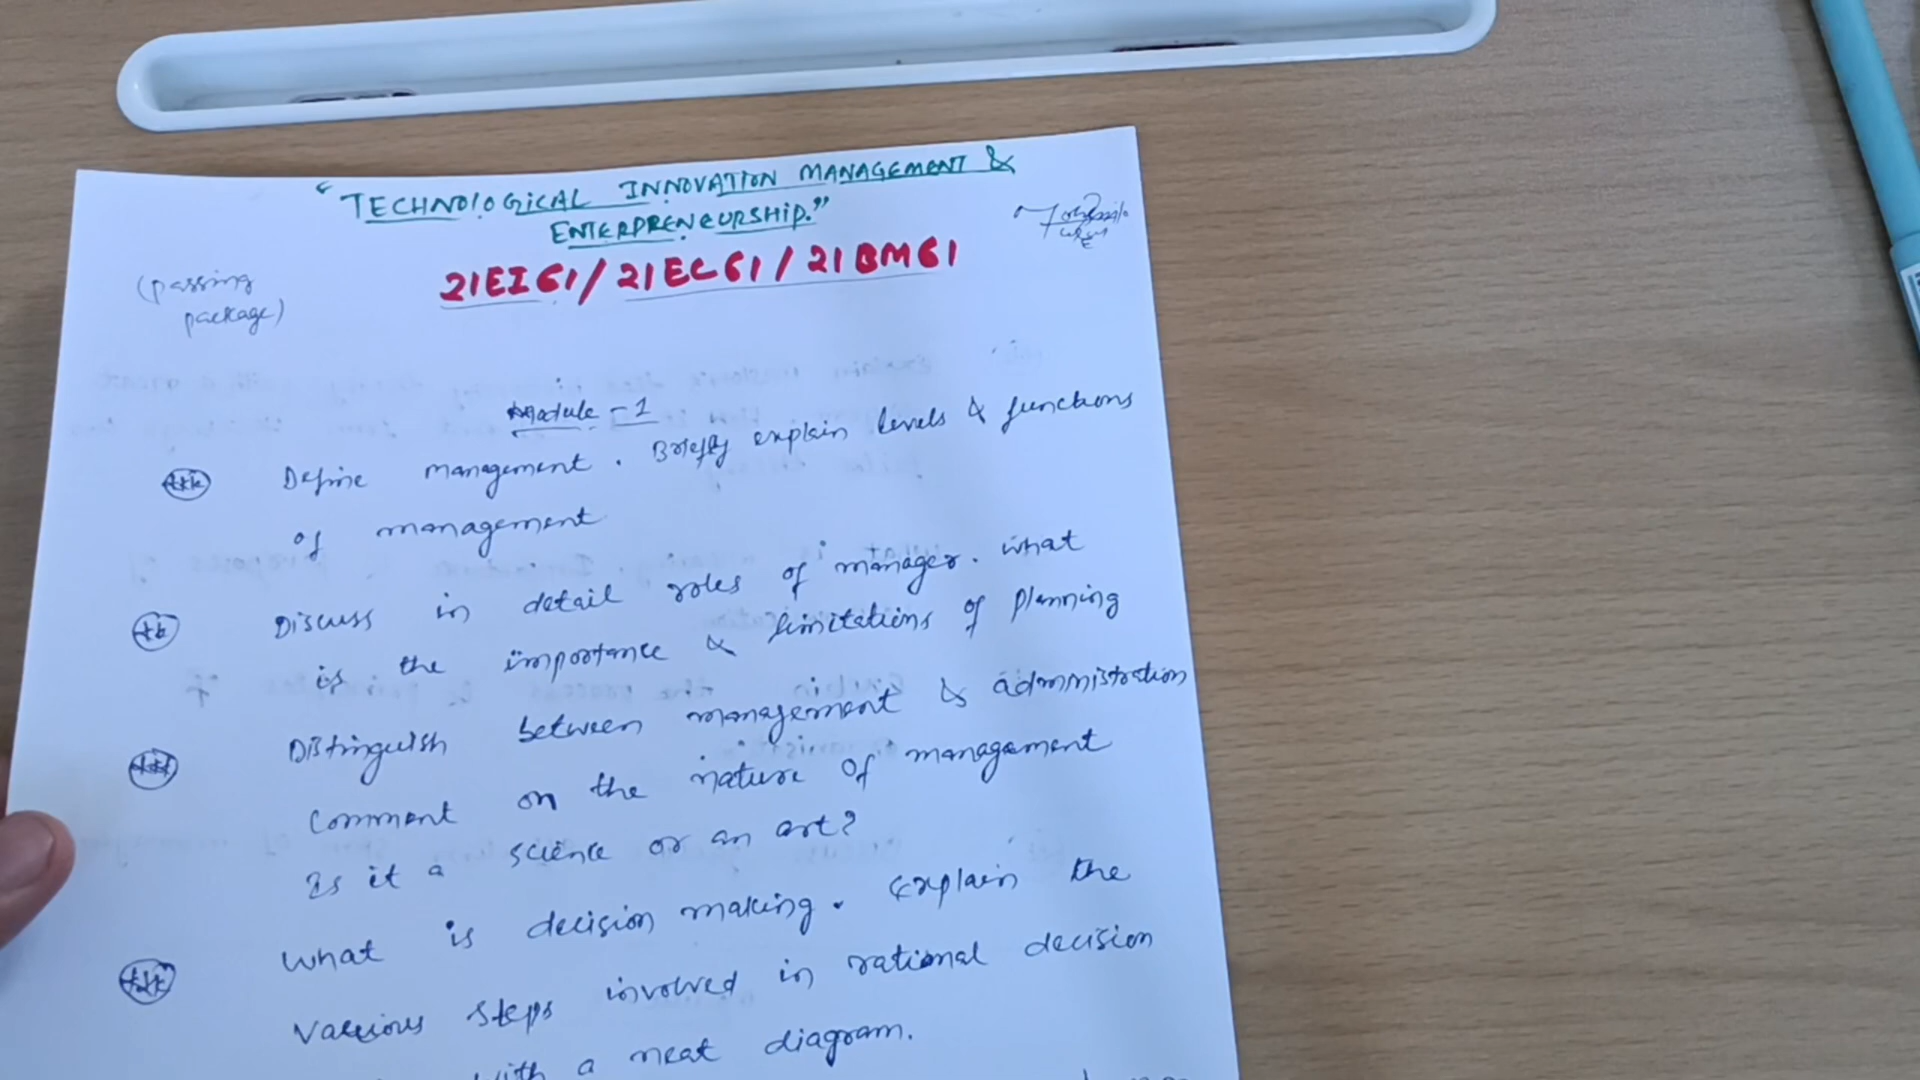 "TECHNOLOGICAL INNOVATION MANAGEMENT &
ENTERPRENEURSHIP."
21EI61/21EC61/21BM61
(passing
package)
Module - 1
Define management. Briefly explain levels & functions
of management
Discuss in detail roles of manager. what
is the importance & limitations of planning
Distinguish between management & administration
comment on the nature of management
Is it a science or an art?
what is decision making. Explain the
various steps involved in rational decision
with a neat diagram.